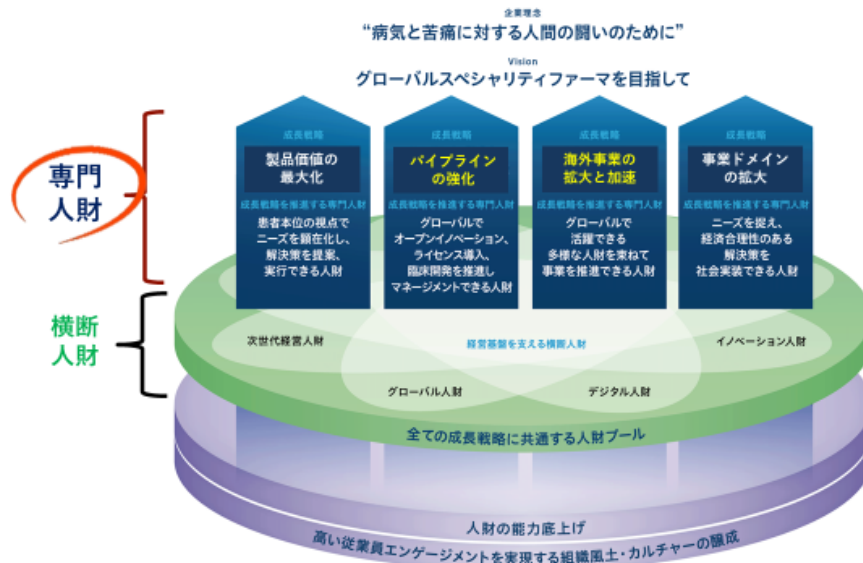 企業理念
“病気と苦痛に対する人間の闘いのために”
Vision
グローバルスペシャリティファーマを目指して
専門
人財
成長戦略
製品価値の
最大化
成長戦略を推進する専門人財
患者本位の視点で
ニーズを顕在化し、
解決策を提案、
実行できる人財
成長戦略
パイプライン
の強化
成長戦略を推進する専門人財
グローバルで
オープンイノベーション、
ライセンス導入、
臨床開発を推進し
マネージメントできる人財
成長戦略
海外事業の
拡大と加速
成長戦略を推進する専門人財
グローバルで
活躍できる
多様な人財を束ねて
事業を推進できる人財
成長戦略
事業ドメイン
の拡大
成長戦略を推進する専門人財
ニーズを捉え、
経済合理性のある
解決策を
社会実装できる人財
横断
人財
次世代経営人財
経営基盤を支える横断人財
イノベーション人財
グローバル人財
デジタル人財
全ての成長戦略に共通する人財プール
人財の能力底上げ
高い従業員エンゲージメントを実現する組織風土・カルチャーの醸成